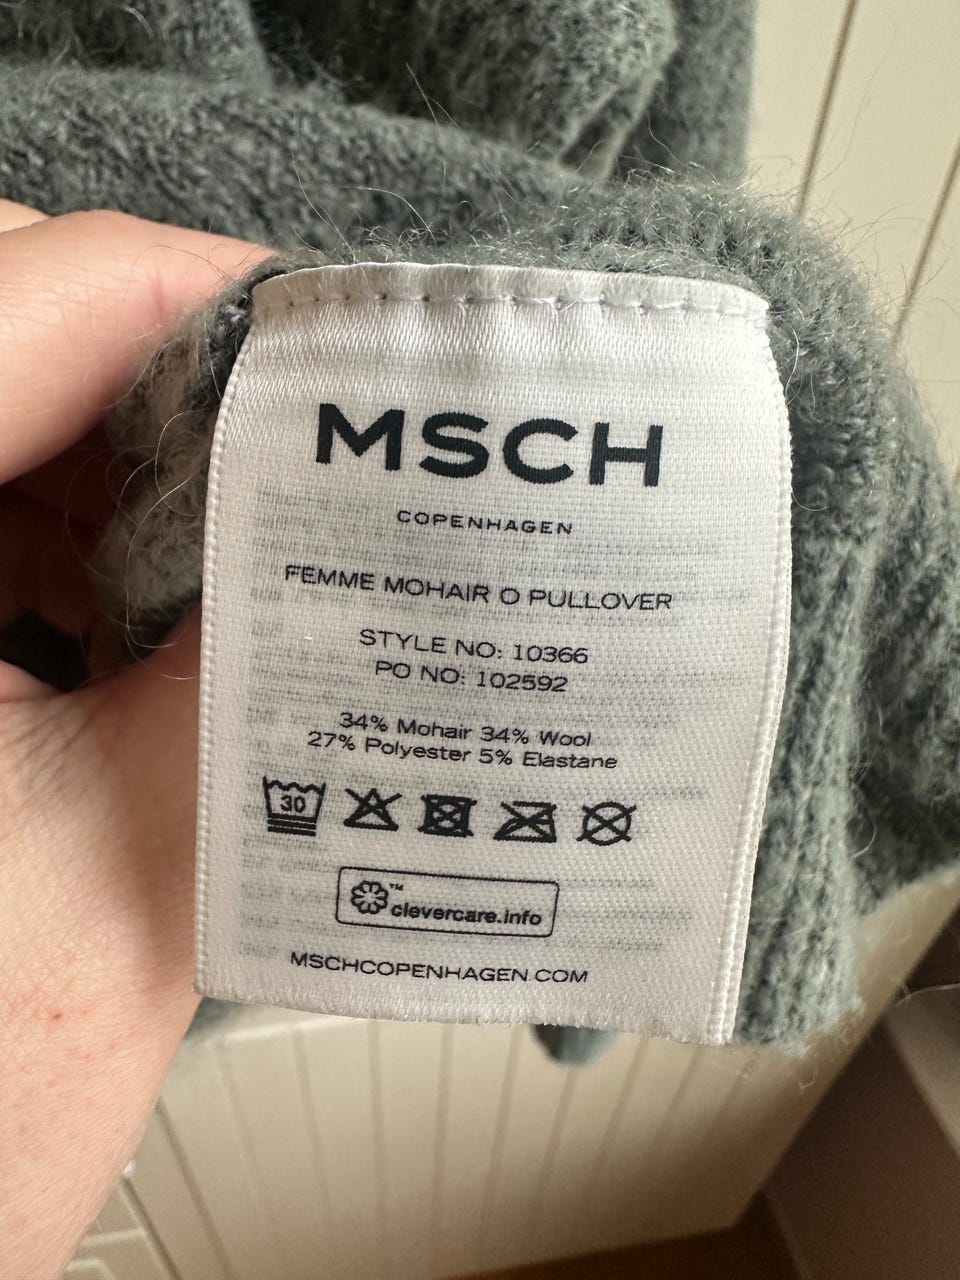 MSCH
COPENHAGEN
FEMME MOHAIR O PULLOVER
STYLE NO: 10366
PO NO: 102592
34% Mohair 34% Wool
27% Polyester 5% Elastane
30
™
clevercare.info
MSCHCOPENHAGEN.COM